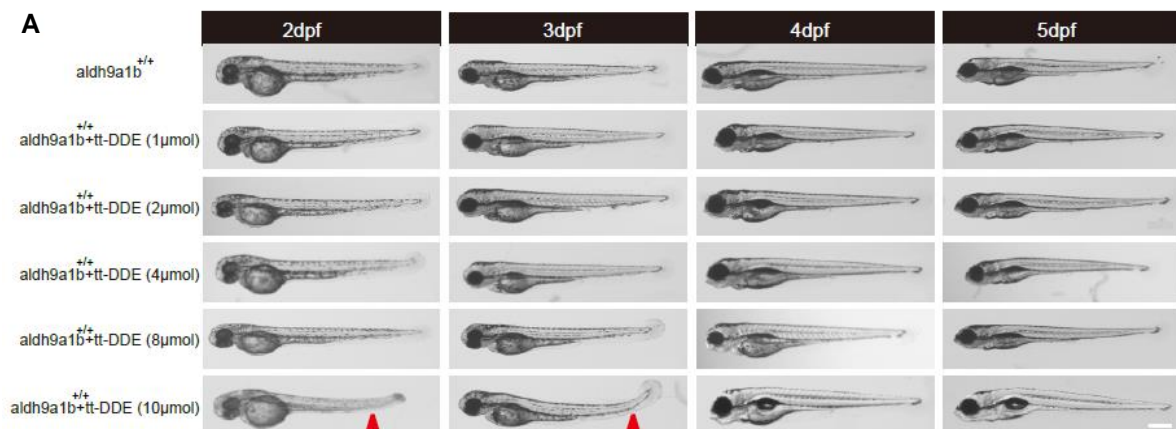 A
2dpf 3dpf 4dpf 5dpf
aldh9a1b+/+
aldh9a1b+/++tt-DDE (1µmol)
aldh9a1b+/++tt-DDE (2µmol)
aldh9a1b+/++tt-DDE (4µmol)
aldh9a1b+/++tt-DDE (8µmol)
aldh9a1b+/++tt-DDE (10µmol)